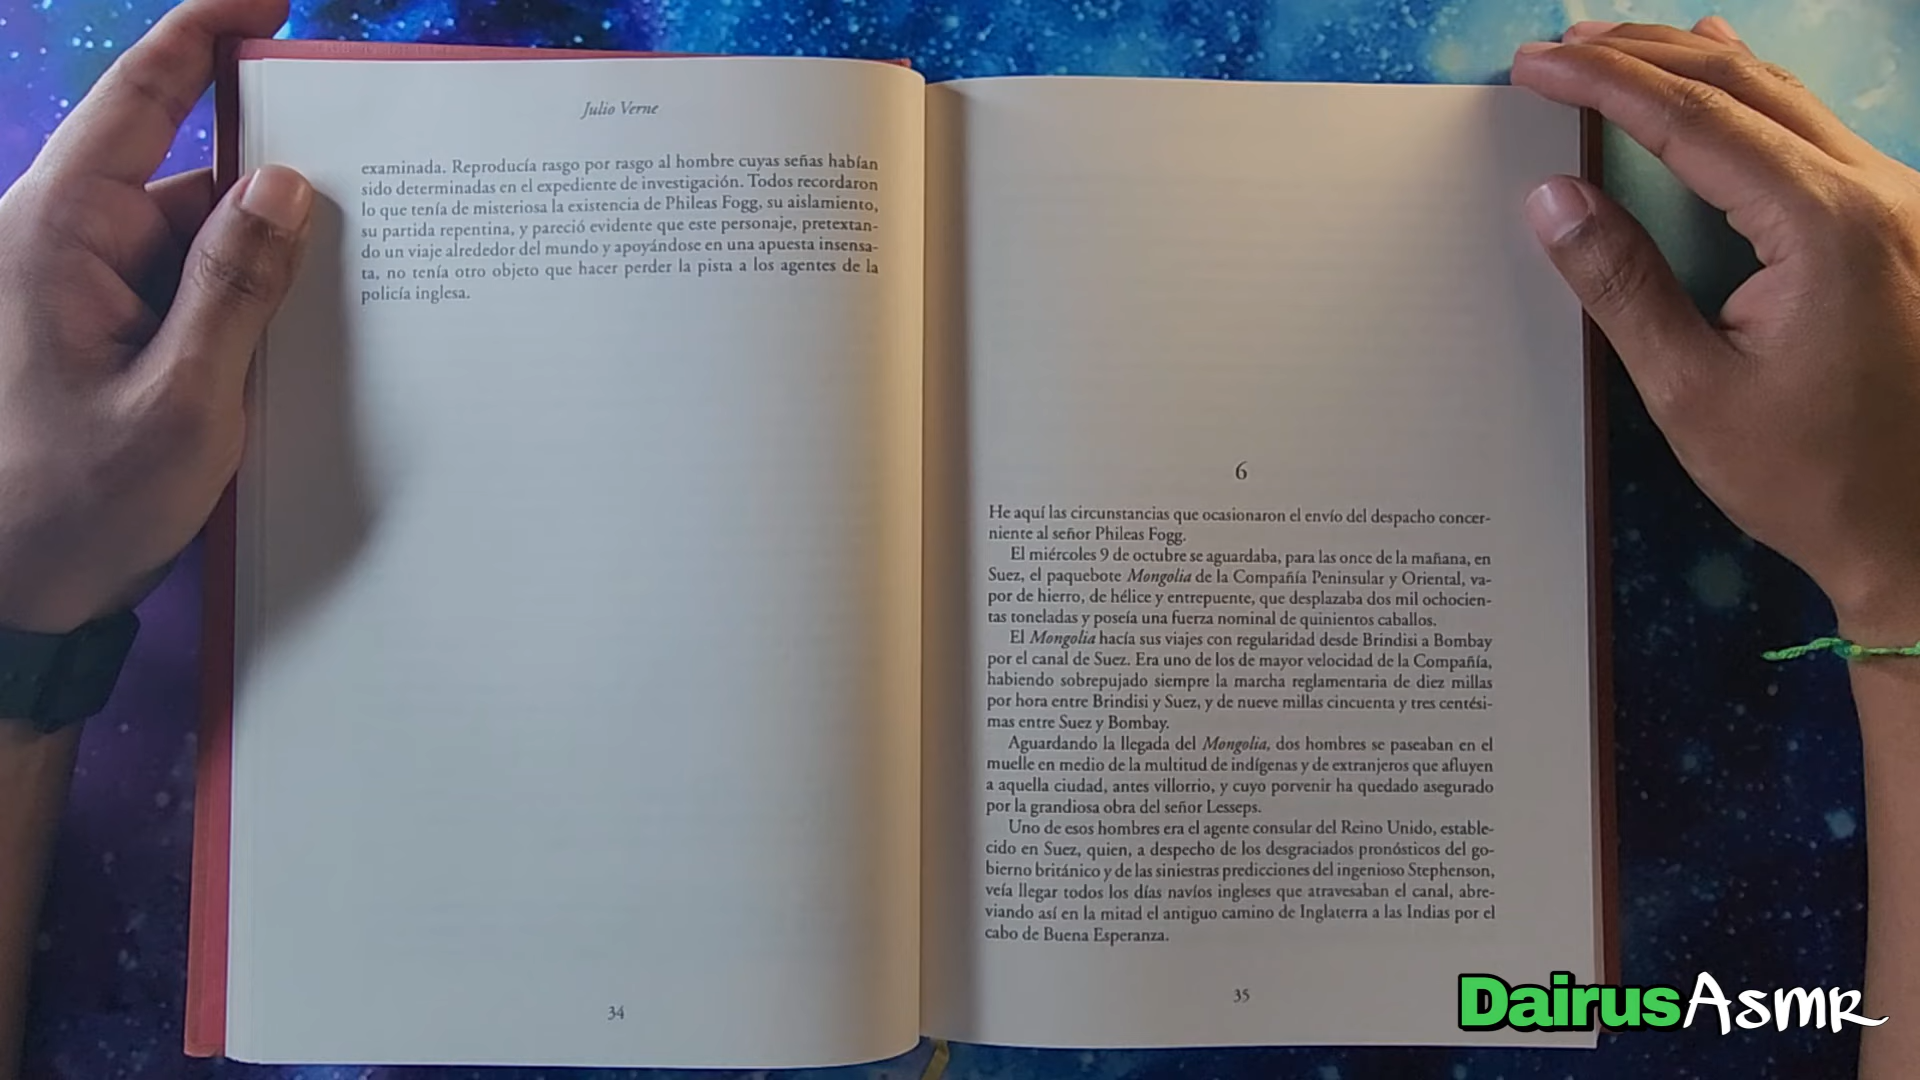 Julio Verne
examinada. Reproducía rasgo por rasgo al hombre cuyas señas habían
sido determinadas en el expediente de investigación. Todos recordaron
lo que tenía de misteriosa la existencia de Phileas Fogg, su aislamiento,
su partida repentina, y pareció evidente que este personaje, pretextan-
do un viaje alrededor del mundo y apoyándose en una apuesta insensa-
ta, no tenía otro objeto que hacer perder la pista a los agentes de la
policía inglesa.
34
6
He aquí las circunstancias que ocasionaron el envío del despacho concer-
niente al señor Phileas Fogg.
El miércoles 9 de octubre se aguardaba, para las once de la mañana, en
Suez, el paquebote Mongolia de la Compañía Peninsular y Oriental, va-
por de hierro, de hélice y entrepuente, que desplazaba dos mil ochocien-
tas toneladas y poseía una fuerza nominal de quinientos caballos.
El Mongolia hacía sus viajes con regularidad desde Brindisi a Bombay
por el canal de Suez. Era uno de los de mayor velocidad de la Compañía,
habiendo sobrepujado siempre la marcha reglamentaria de diez millas
por hora entre Brindisi y Suez, y de nueve millas cincuenta y tres centési-
mas entre Suez y Bombay.
Aguardando la llegada del Mongolia, dos hombres se paseaban en el
muelle en medio de la multitud de indígenas y de extranjeros que afluyen
a aquella ciudad, antes villorrio, y cuyo porvenir ha quedado asegurado
por la grandiosa obra del señor Lesseps.
Uno de esos hombres era el agente consular del Reino Unido, estable-
cido en Suez, quien, a despecho de los desgraciados pronósticos del go-
bierno británico y de las siniestras predicciones del ingenioso Stephenson,
veía llegar todos los días navíos ingleses que atravesaban el canal, abre-
viando así en la mitad el antiguo camino de Inglaterra a las Indias por el
cabo de Buena Esperanza.
35
DairusAsmr